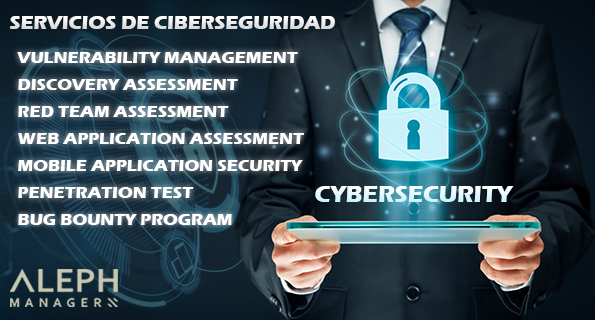 SERVICIOS DE CIBERSEGURIDAD
VULNERABILITY MANAGEMENT
DISCOVERY ASSESSMENT
RED TEAM ASSESSMENT
WEB APPLICATION ASSESSMENT
MOBILE APPLICATION SECURITY
PENETRATION TEST
BUG BOUNTY PROGRAM
CYBERSECURITY
ALEPH
MANAGER